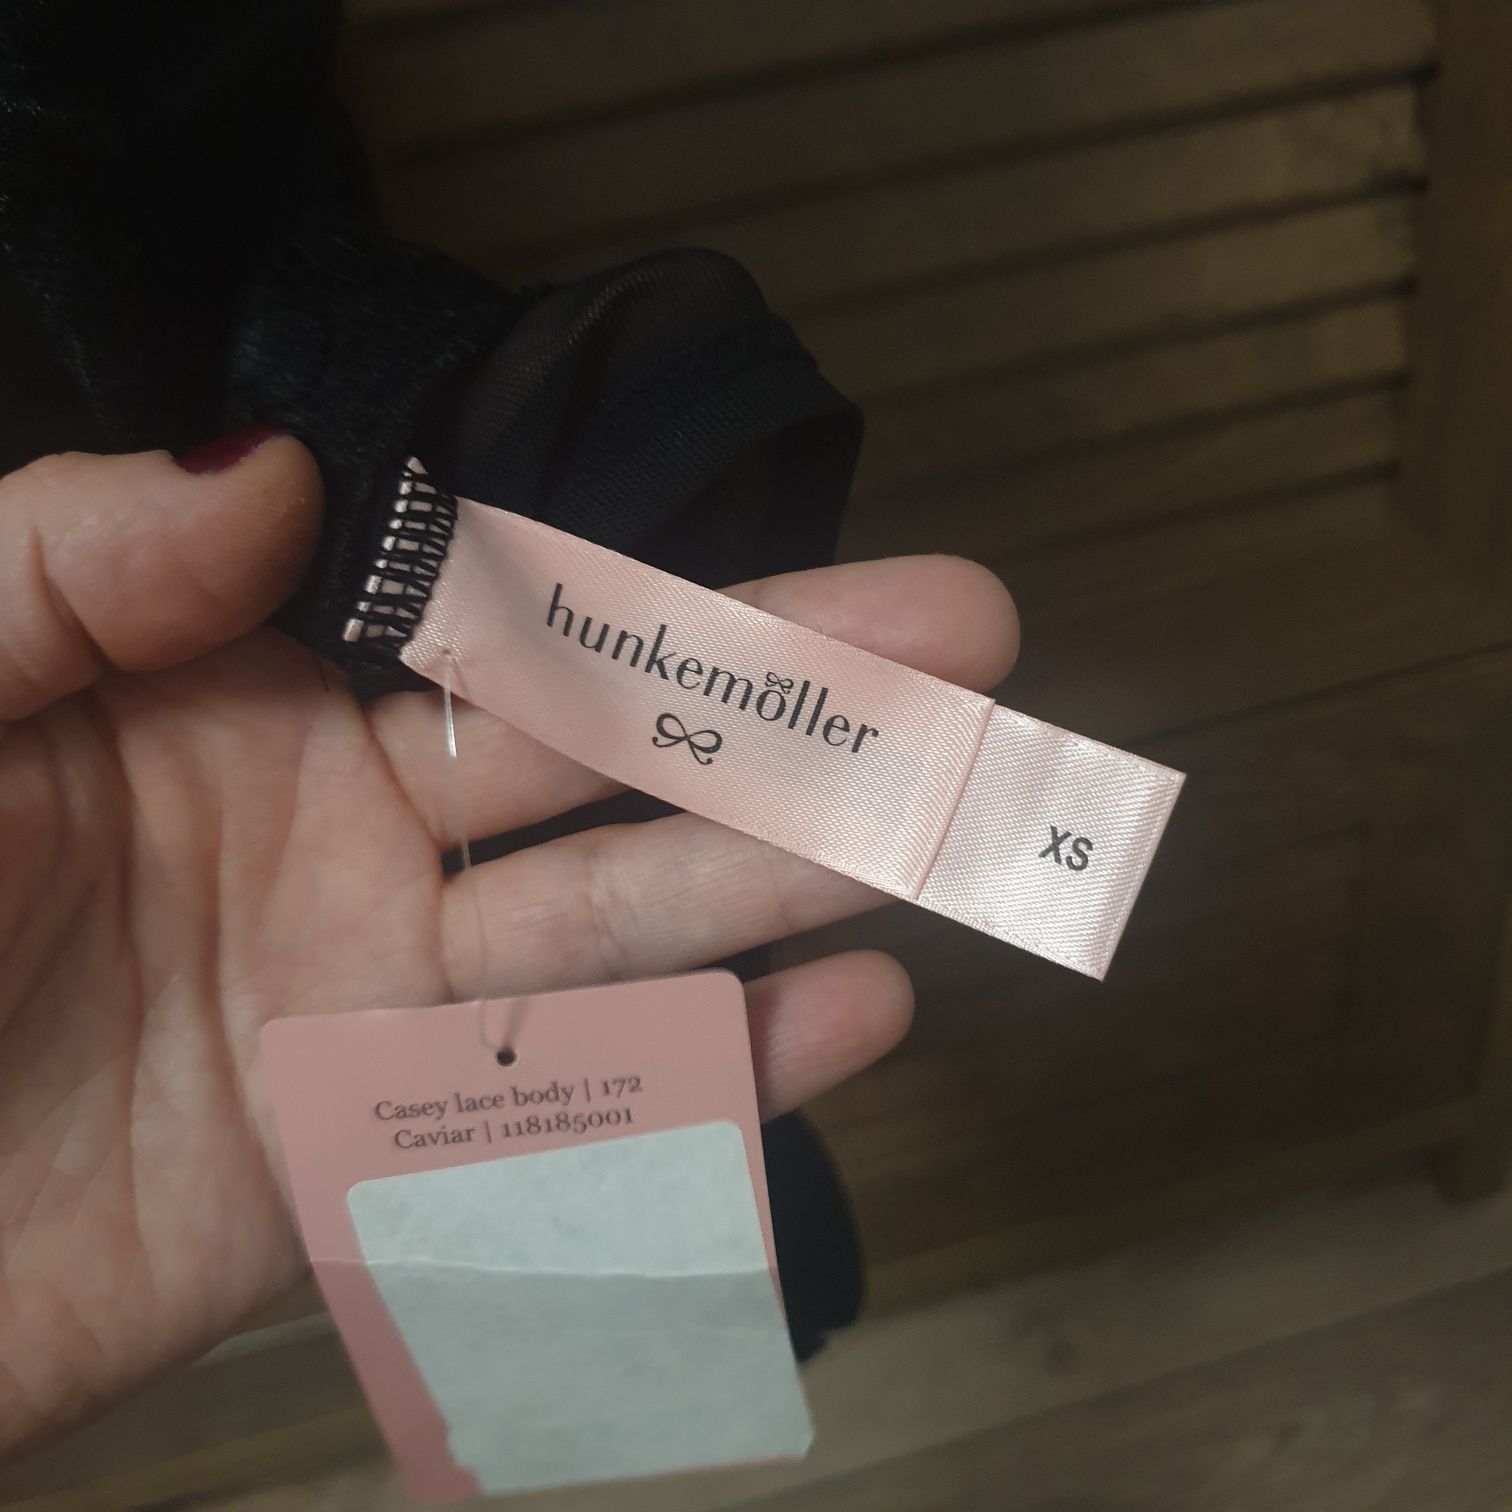 hunkemöller
XS
Casey lace body | 172
Caviar | 118185001